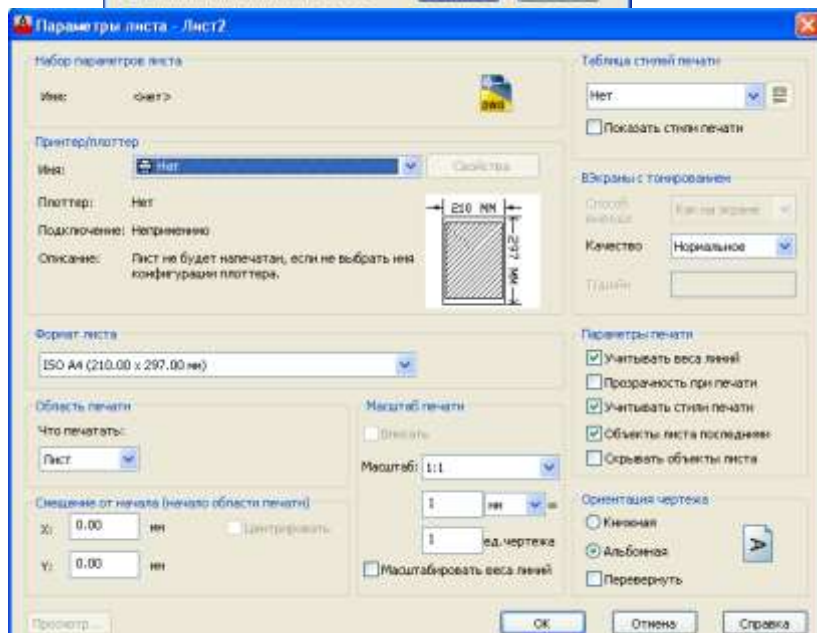 Параметры листа - Лист2
Набор параметров листа
Имя: <нет>
DWG
Принтер/плоттер
Имя: Нет
Свойства
Плоттер: Нет
Подключение: Неприменимо
Описание: Лист не будет напечатан, если не выбрать имя
конфигурации плоттера.
210 MM
297 MM
Формат листа
ISO A4 (210.00 x 297.00 мм)
Область печати
Что печатать:
Лист
Смещение от начала (начало области печати)
X: 0.00 мм
Центрировать
Y: 0.00 мм
Масштаб печати
Вписать
Масштаб: 1:1
1 мм =
1 ед.чертежа
Масштабировать веса линий
Таблица стилей печати
Нет
Показать стили печати
ВЭкраны с тонированием
Способ
вывода
Как на экране
Качество Нормальное
Т/дюйм
Параметры печати
Учитывать веса линий
Прозрачность при печати
Учитывать стили печати
Объекты листа последними
Скрывать объекты листа
Ориентация чертежа
Книжная
Альбомная
A
Перевернуть
Просмотр...
ОК
Отмена
Справка